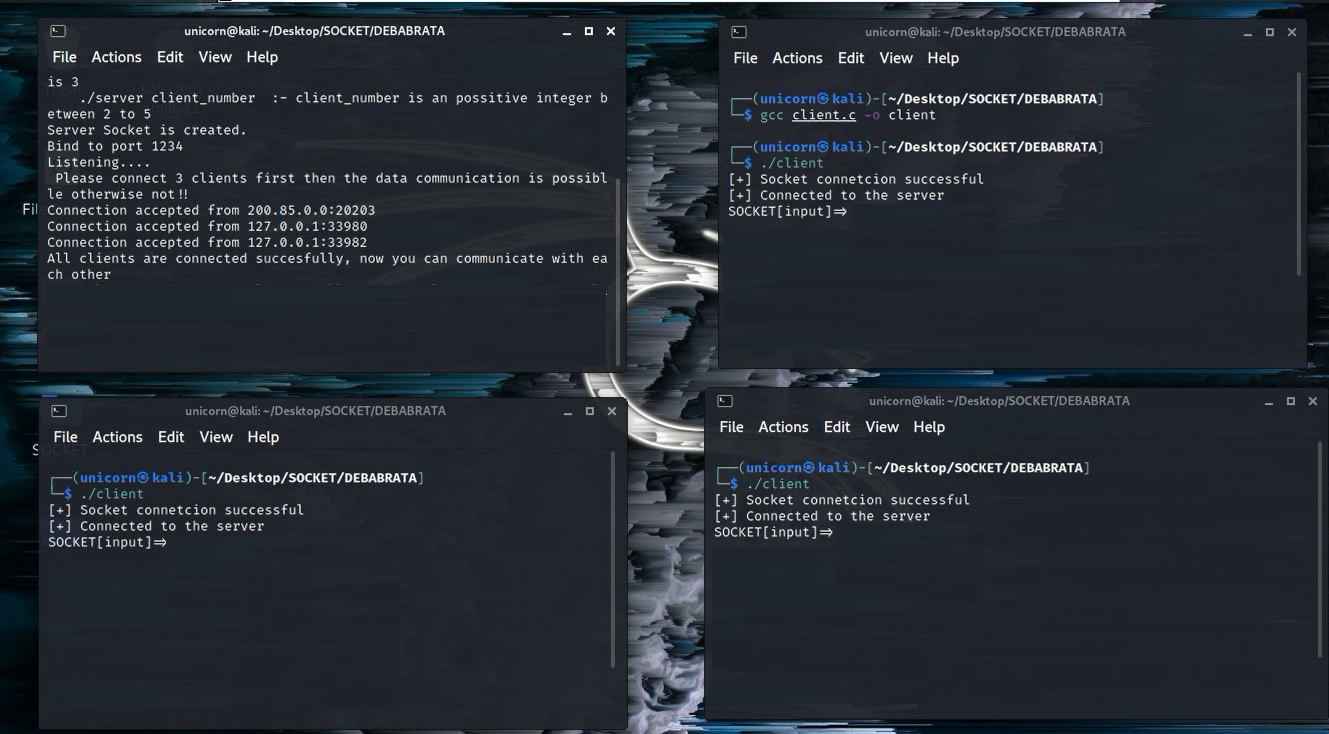 unicorn@kali: ~/Desktop/SOCKET/DEBABRATA
File Actions Edit View Help
is 3
./server client_number :- client_number is an possitive integer b
etween 2 to 5
Server Socket is created.
Bind to port 1234
Listening....
Please connect 3 clients first then the data communication is possibl
le otherwise not!!
Connection accepted from 200.85.0.0:20203
Connection accepted from 127.0.0.1:33980
Connection accepted from 127.0.0.1:33982
All clients are connected succesfully, now you can communicate with ea
ch other
unicorn@kali: ~/Desktop/SOCKET/DEBABRATA
File Actions Edit View Help
┌──(unicorn㉿kali)-[~/Desktop/SOCKET/DEBABRATA]
└─$ gcc client.c -o client
┌──(unicorn㉿kali)-[~/Desktop/SOCKET/DEBABRATA]
└─$ ./client
[+] Socket connetcion successful
[+] Connected to the server
SOCKET[input]=>
unicorn@kali: ~/Desktop/SOCKET/DEBABRATA
File Actions Edit View Help
┌──(unicorn㉿kali)-[~/Desktop/SOCKET/DEBABRATA]
└─$ ./client
[+] Socket connetcion successful
[+] Connected to the server
SOCKET[input]=>
unicorn@kali: ~/Desktop/SOCKET/DEBABRATA
File Actions Edit View Help
┌──(unicorn㉿kali)-[~/Desktop/SOCKET/DEBABRATA]
└─$ ./client
[+] Socket connetcion successful
[+] Connected to the server
SOCKET[input]=>